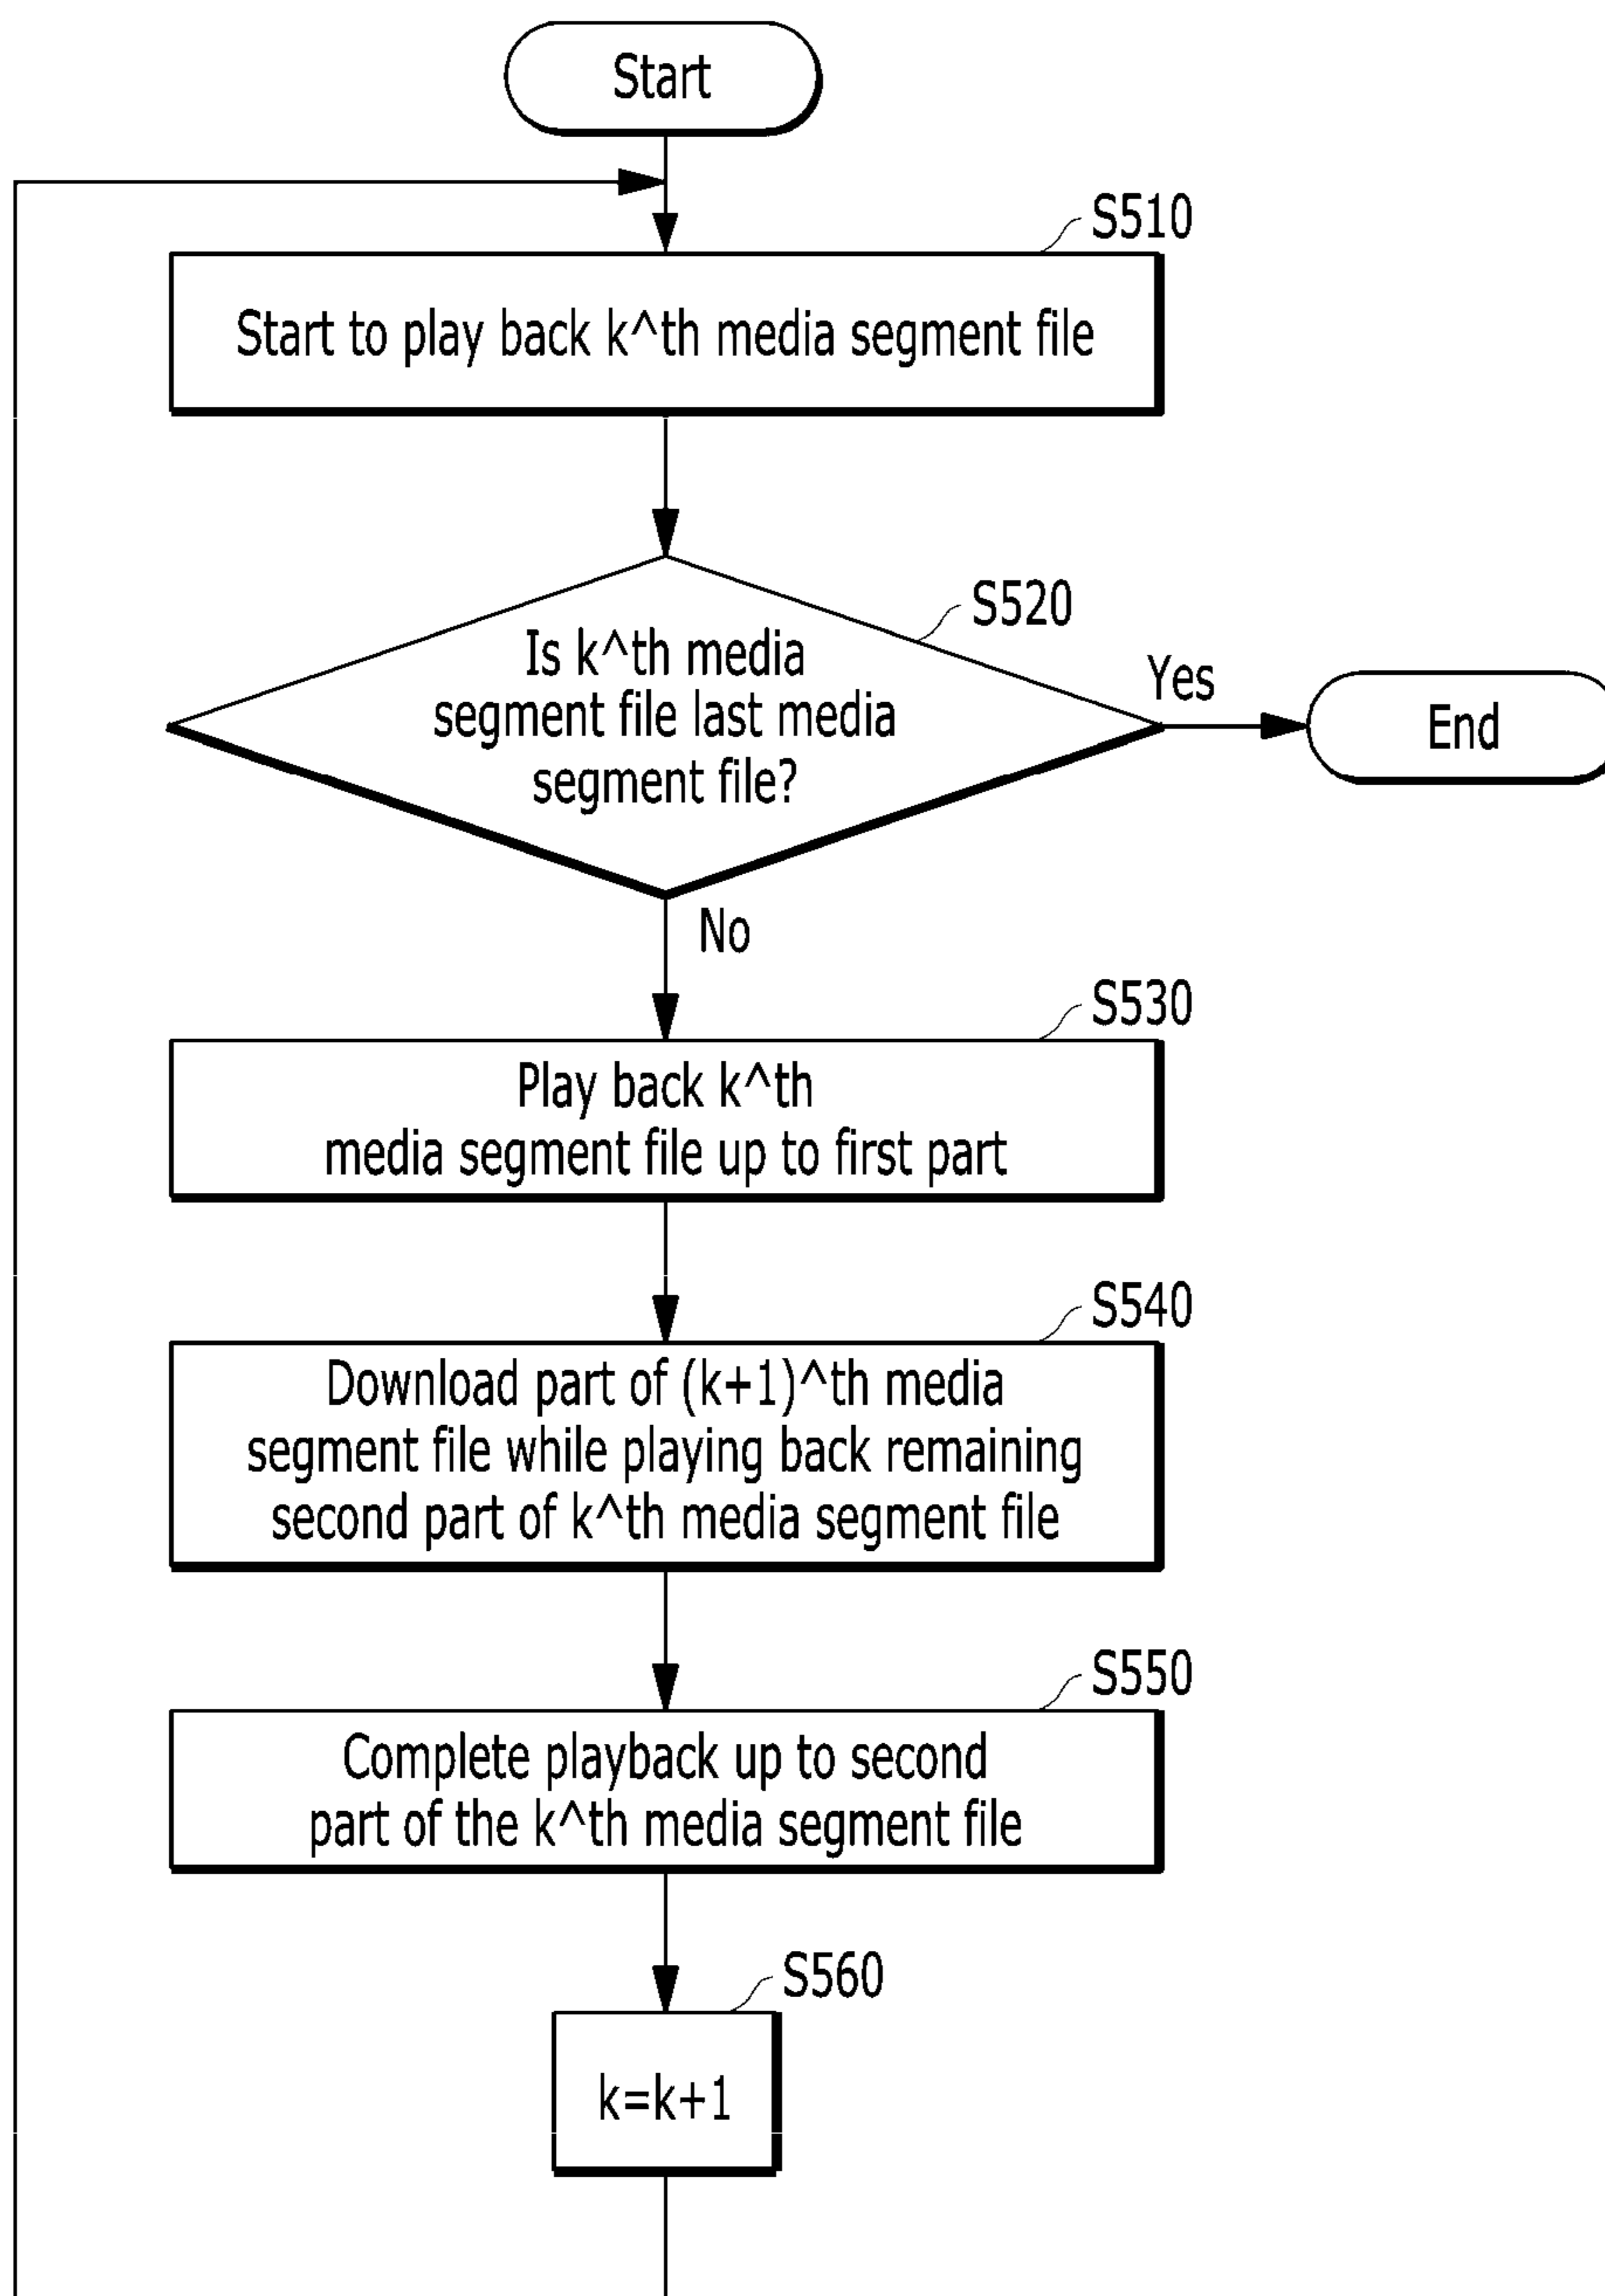 Start
S510
Start to play back k^th media segment file
S520
Is k^th media
segment file last media
segment file?
Yes
End
No
S530
Play back k^th
media segment file up to first part
S540
Download part of (k+1)^th media
segment file while playing back remaining
second part of k^th media segment file
S550
Complete playback up to second
part of the k^th media segment file
S560
k=k+1